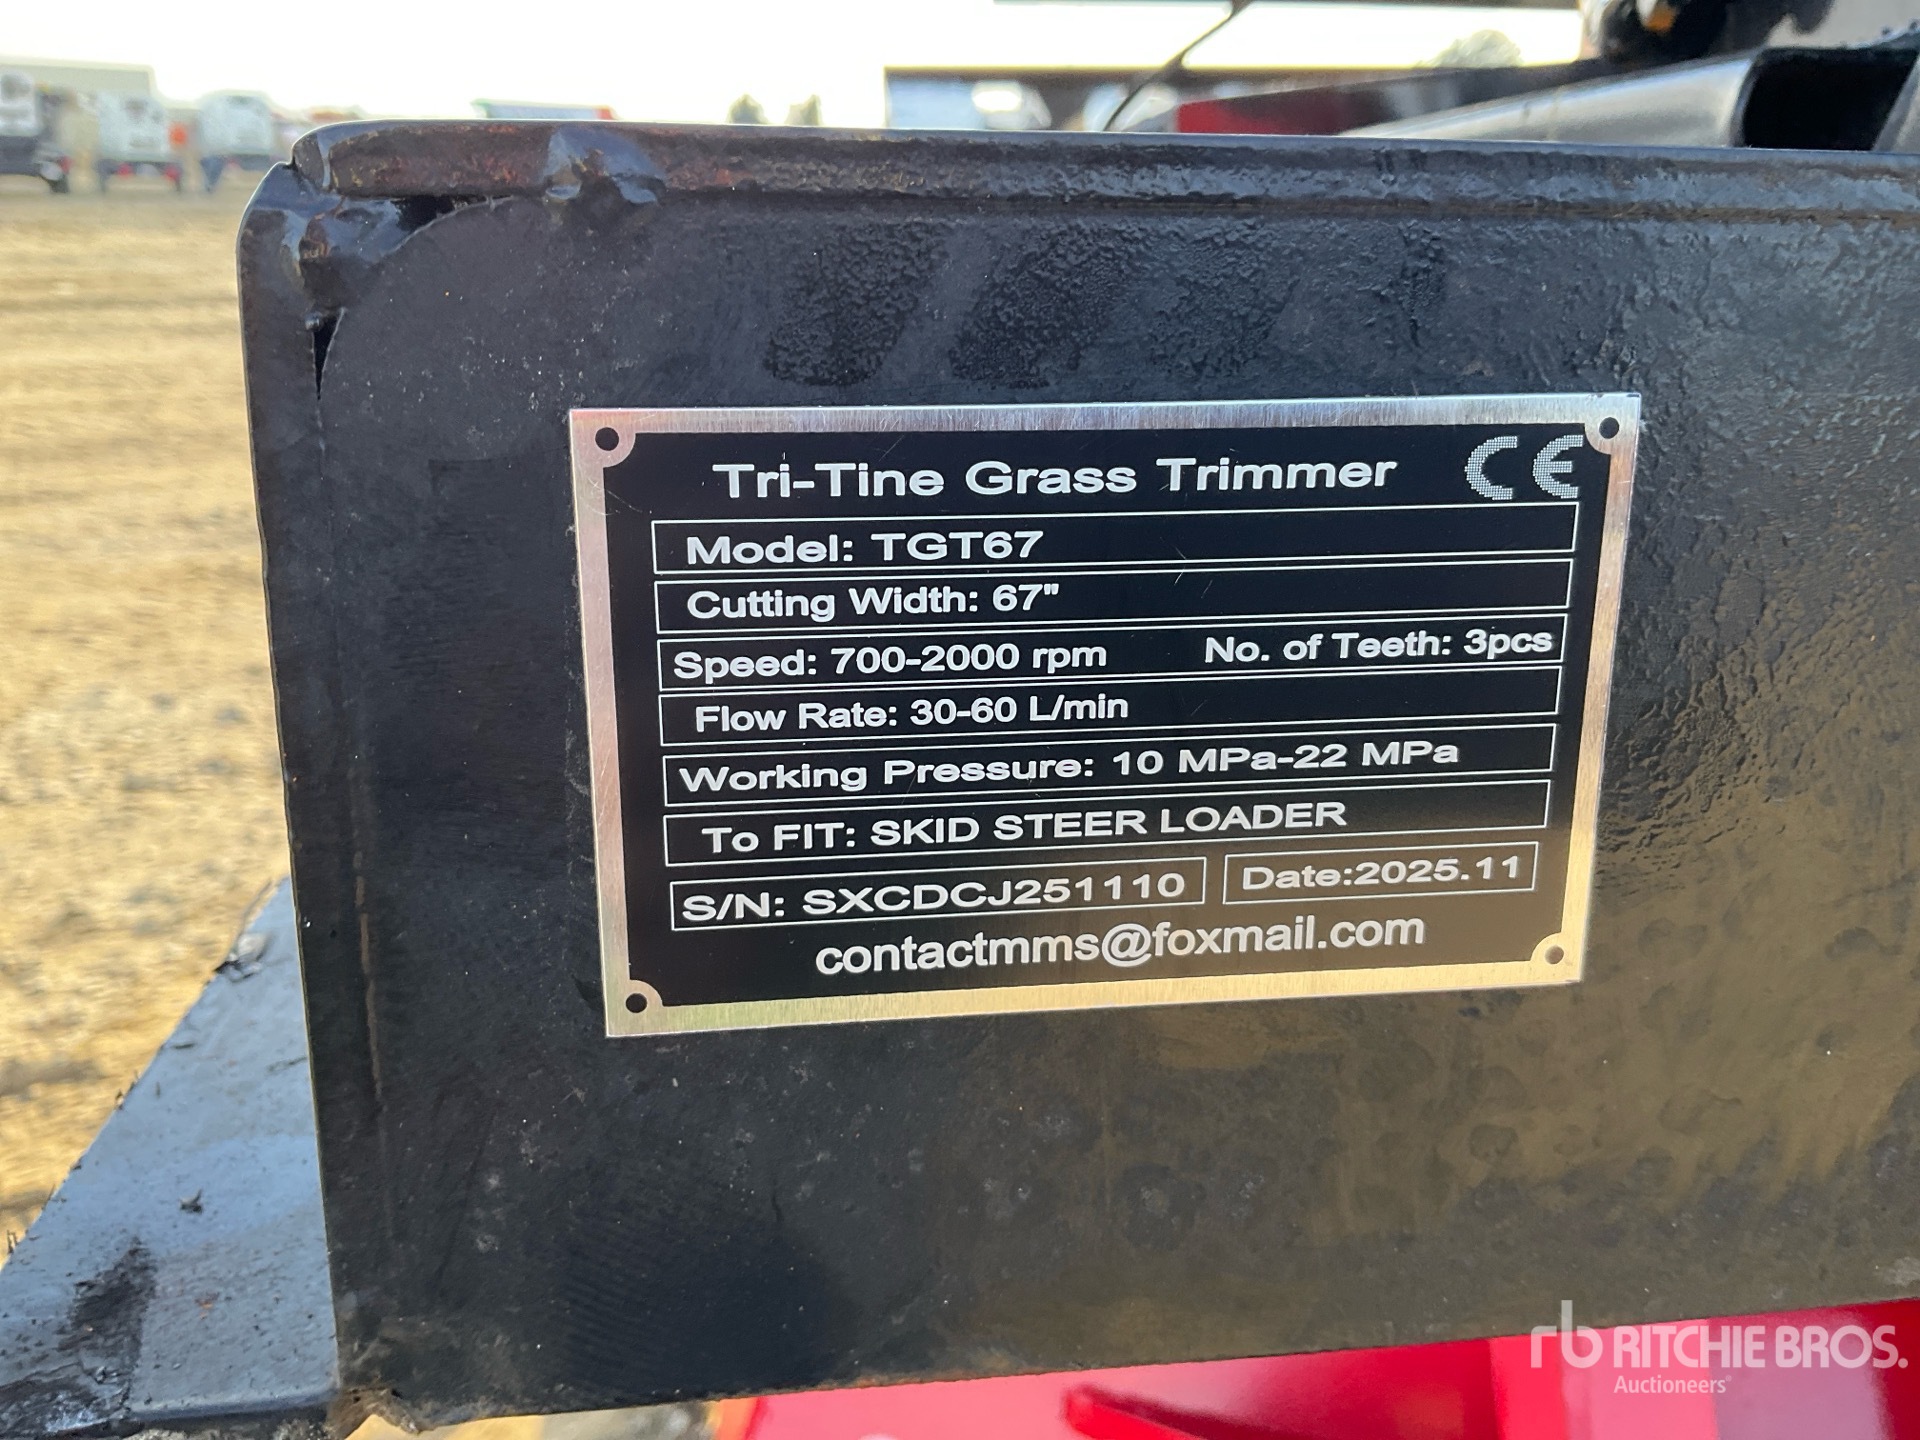 Tri-Tine Grass Trimmer CE
Model: TGT67
Cutting Width: 67"
Speed: 700-2000 rpm No. of Teeth: 3pcs
Flow Rate: 30-60 L/min
Working Pressure: 10 MPa-22 MPa
To FIT: SKID STEER LOADER
S/N: SXCDCJ251110 Date:2025.11
contactmms@foxmail.com
rb RITCHIE BROS.
Auctioneers